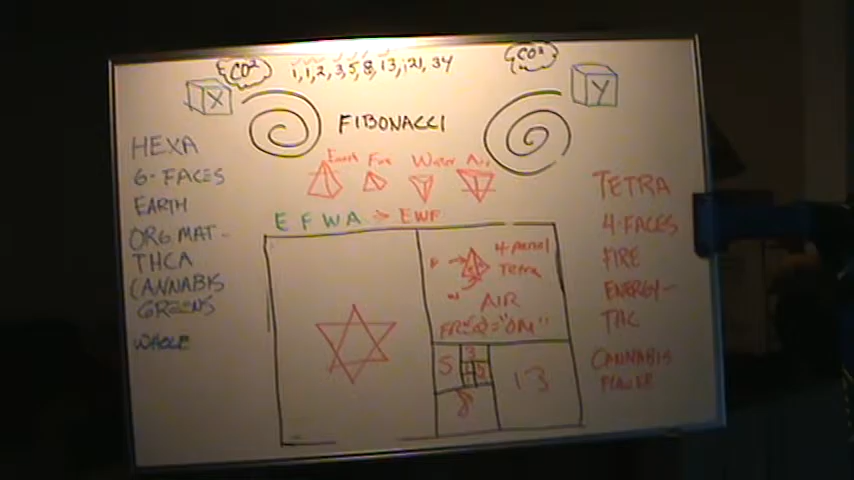 CO²
1,1,2,3,5,8,13,21,34
CO²
X
Y
FIBONACCI
HEXA
6-FACES
EARTH
ORG.MAT-
THCA
CANNABIS
GREENS
WHOLE
Earth Fire Water Air
E F W A > EWF
4-panel
Tetra
AIR
FREQ="OM"
5
3
8
13
TETRA
4-FACES
FIRE
ENERGY-
THC
CANNABIS